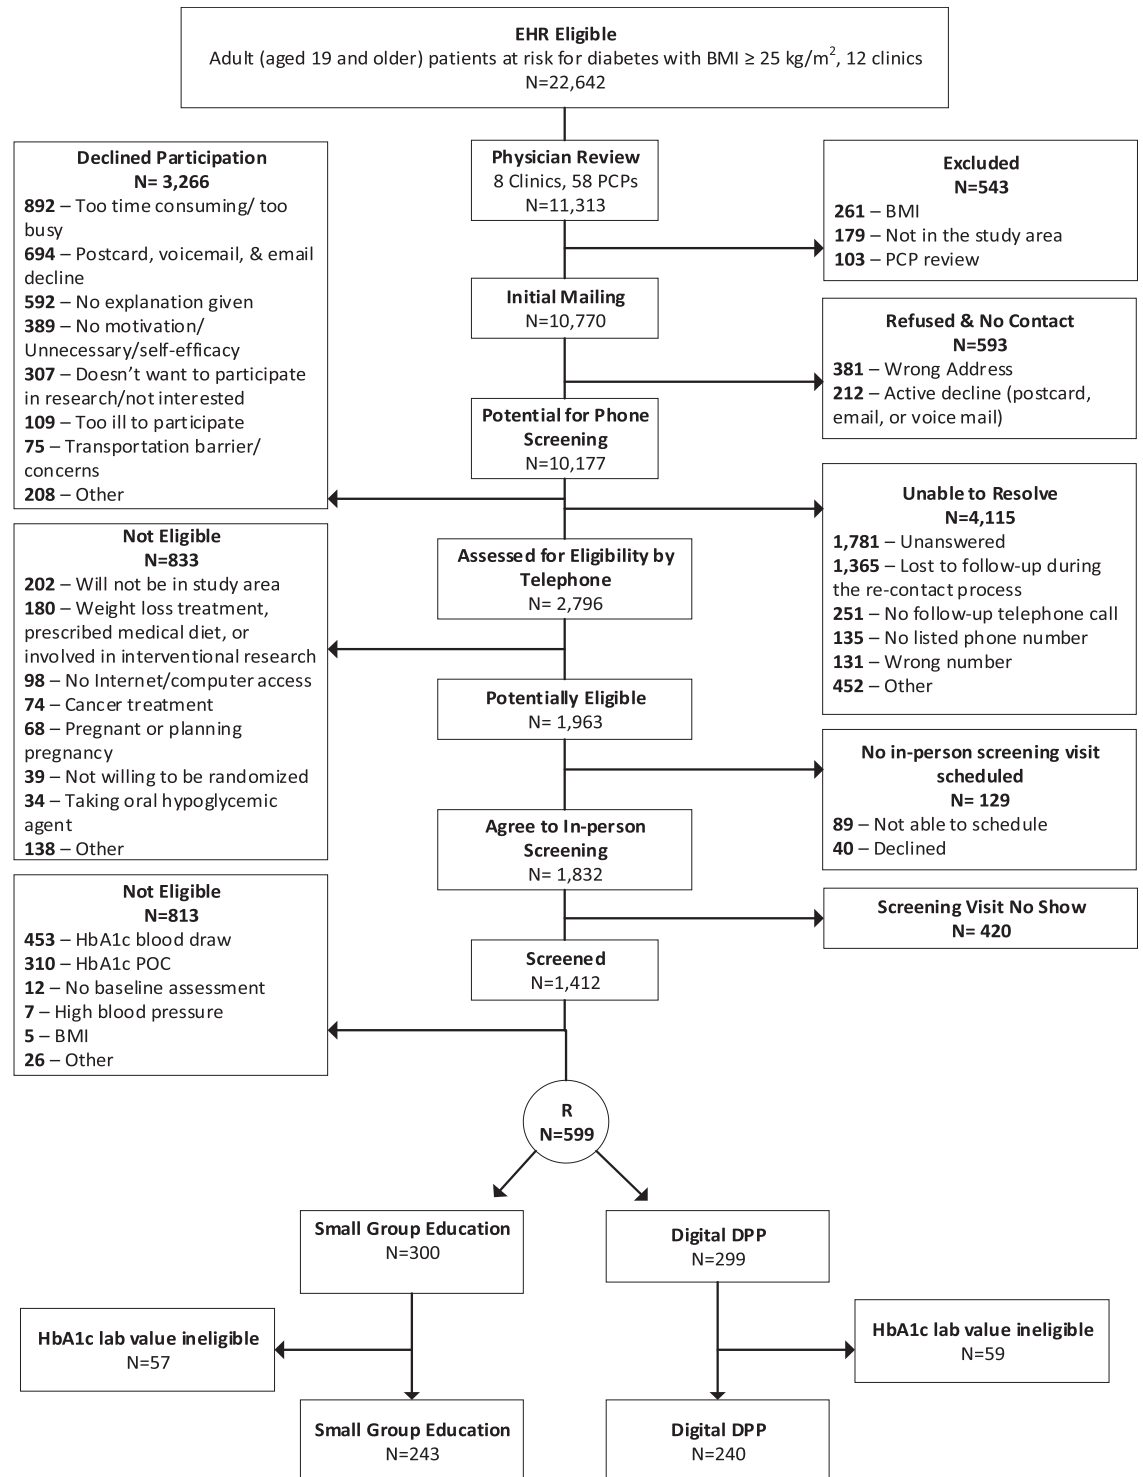 EHR Eligible
Adult (aged 19 and older) patients at risk for diabetes with BMI ≥ 25 kg/m², 12 clinics
N=22,642
Physician Review
8 Clinics, 58 PCPs
N=11,313
Excluded
N=543
261 – BMI
179 – Not in the study area
103 – PCP review
Initial Mailing
N=10,770
Refused & No Contact
N=593
381 – Wrong Address
212 – Active decline (postcard,
email, or voice mail)
Potential for Phone
Screening
N=10,177
Declined Participation
N= 3,266
892 – Too time consuming/ too
busy
694 – Postcard, voicemail, & email
decline
592 – No explanation given
389 – No motivation/
Unnecessary/self-efficacy
307 – Doesn't want to participate
in research/not interested
109 – Too ill to participate
75 – Transportation barrier/
concerns
208 – Other
Unable to Resolve
N=4,115
1,781 – Unanswered
1,365 – Lost to follow-up during
the re-contact process
251 – No follow-up telephone call
135 – No listed phone number
131 – Wrong number
452 – Other
Assessed for Eligibility by
Telephone
N= 2,796
Not Eligible
N=833
202 – Will not be in study area
180 – Weight loss treatment,
prescribed medical diet, or
involved in interventional research
98 – No Internet/computer access
74 – Cancer treatment
68 – Pregnant or planning
pregnancy
39 – Not willing to be randomized
34 – Taking oral hypoglycemic
agent
138 – Other
Potentially Eligible
N= 1,963
No in-person screening visit
scheduled
N= 129
89 – Not able to schedule
40 – Declined
Agree to In-person
Screening
N= 1,832
Screening Visit No Show
N= 420
Screened
N=1,412
Not Eligible
N=813
453 – HbA1c blood draw
310 – HbA1c POC
12 – No baseline assessment
7 – High blood pressure
5 – BMI
26 – Other
R
N=599
Small Group Education
N=300
Digital DPP
N=299
HbA1c lab value ineligible
N=57
HbA1c lab value ineligible
N=59
Small Group Education
N=243
Digital DPP
N=240